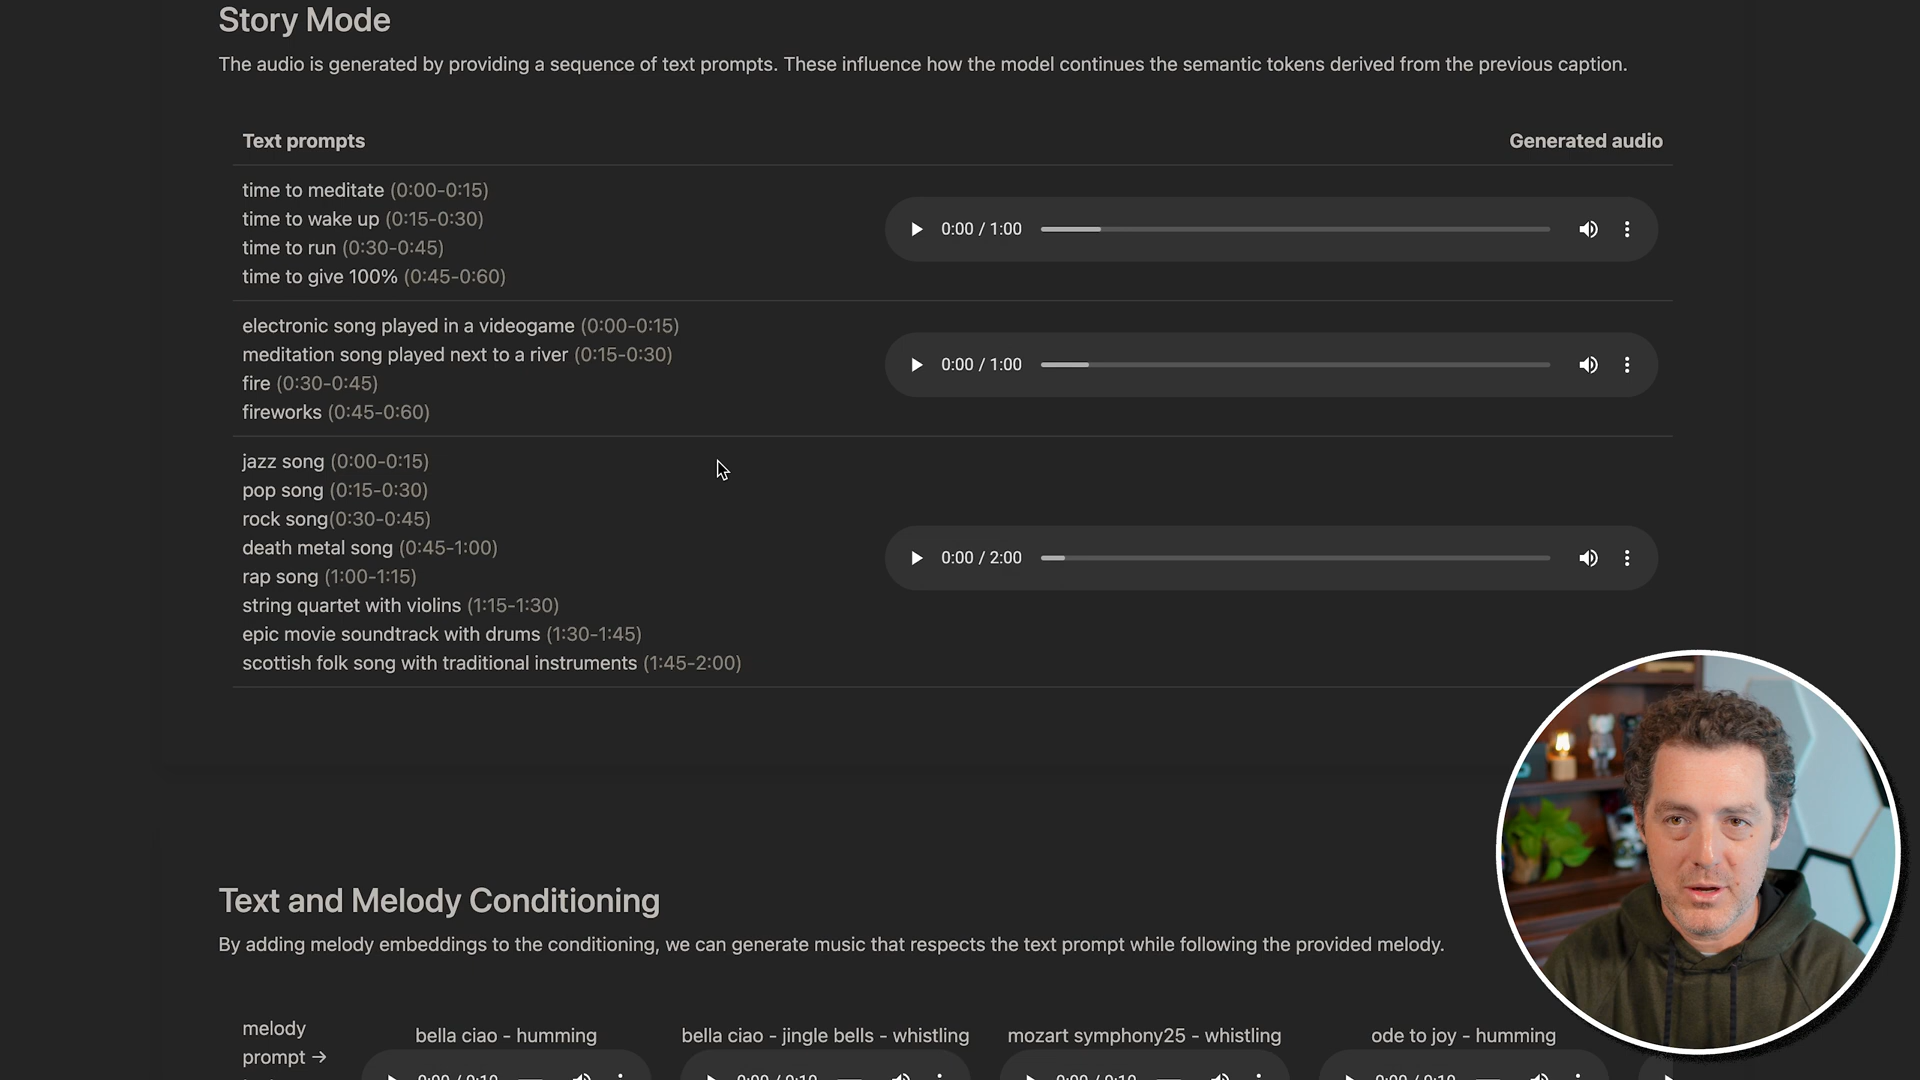 Story Mode
The audio is generated by providing a sequence of text prompts. These influence how the model continues the semantic tokens derived from the previous caption.
Text prompts
Generated audio
time to meditate (0:00-0:15)
time to wake up (0:15-0:30)
time to run (0:30-0:45)
time to give 100% (0:45-0:60)
0:00 / 1:00
electronic song played in a videogame (0:00-0:15)
meditation song played next to a river (0:15-0:30)
fire (0:30-0:45)
fireworks (0:45-0:60)
0:00 / 1:00
jazz song (0:00-0:15)
pop song (0:15-0:30)
rock song(0:30-0:45)
death metal song (0:45-1:00)
rap song (1:00-1:15)
string quartet with violins (1:15-1:30)
epic movie soundtrack with drums (1:30-1:45)
scottish folk song with traditional instruments (1:45-2:00)
0:00 / 2:00
Text and Melody Conditioning
By adding melody embeddings to the conditioning, we can generate music that respects the text prompt while following the provided melody.
melody
prompt →
bella ciao - humming
bella ciao - jingle bells - whistling
mozart symphony25 - whistling
ode to joy - humming